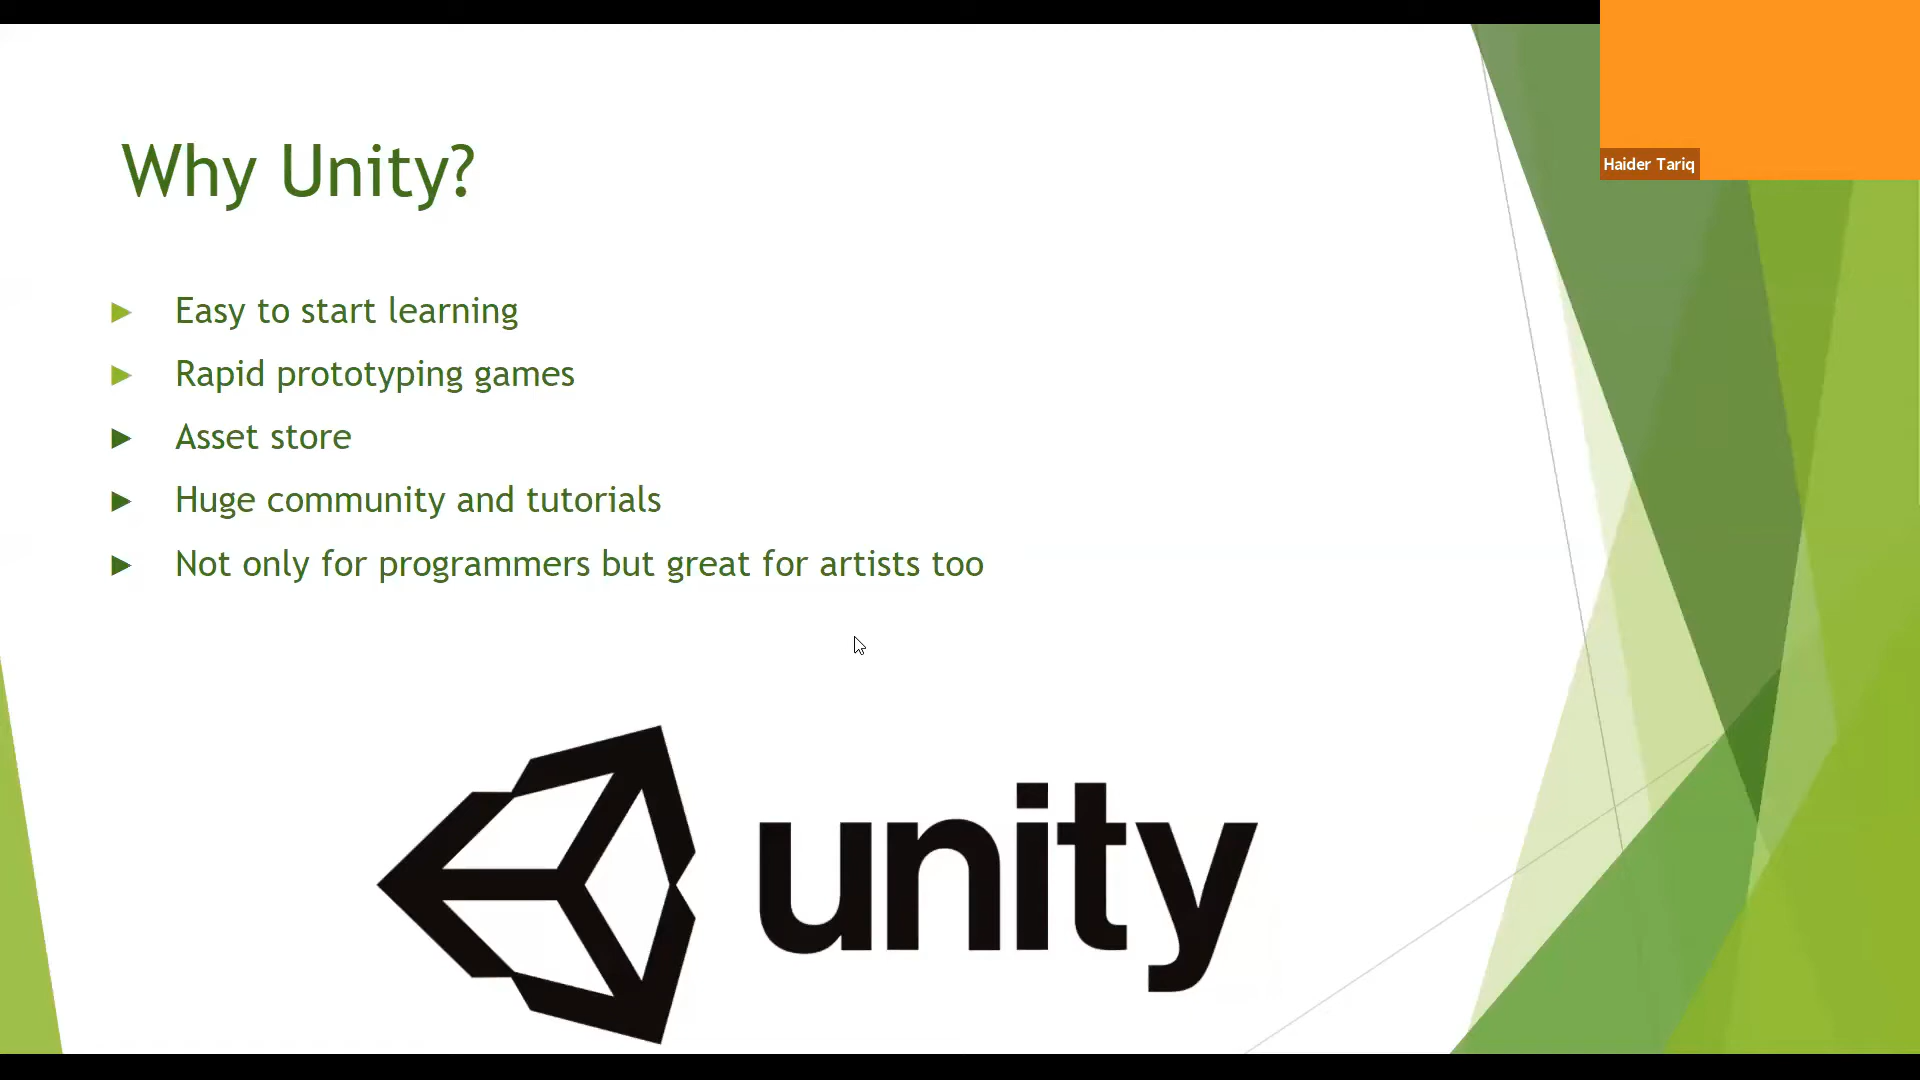 Haider Tariq
Why Unity?
Easy to start learning
Rapid prototyping games
Asset store
Huge community and tutorials
Not only for programmers but great for artists too
unity